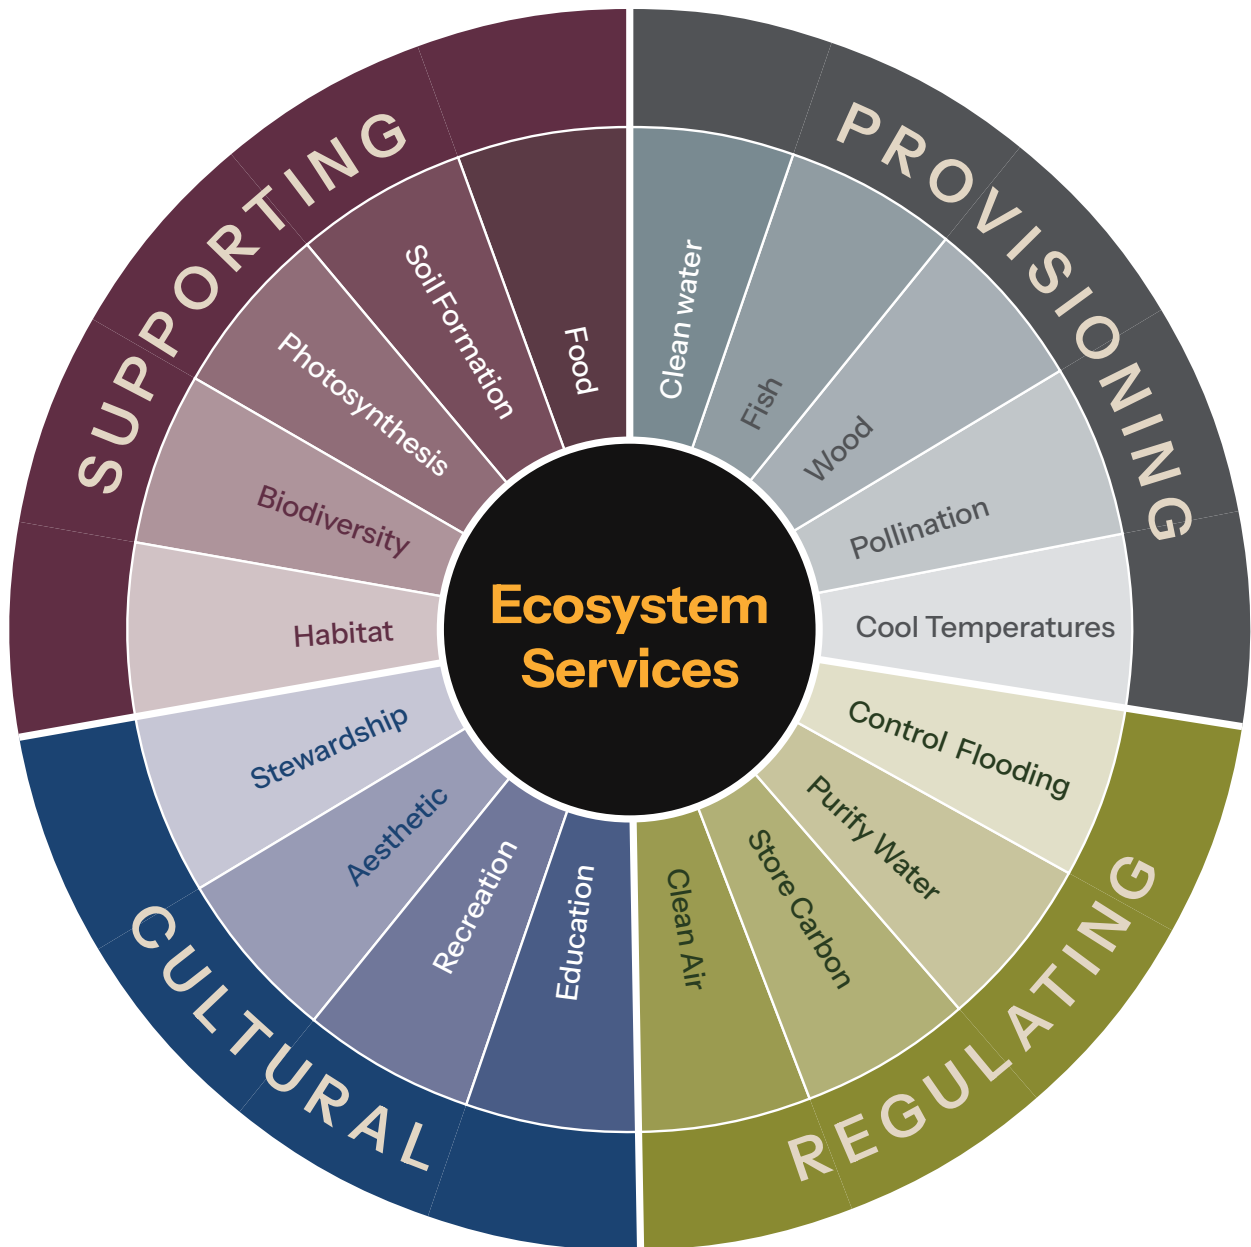 SUPPORTING
PROVISIONING
Soil Formation
Food
Clean water
Fish
Photosynthesis
Wood
Biodiversity
Pollination
Habitat
Ecosystem
Services
Cool Temperatures
Stewardship
Control Flooding
Aesthetic
Purify Water
Recreation
Education
Clean Air
Store Carbon
CULTURAL
REGULATING